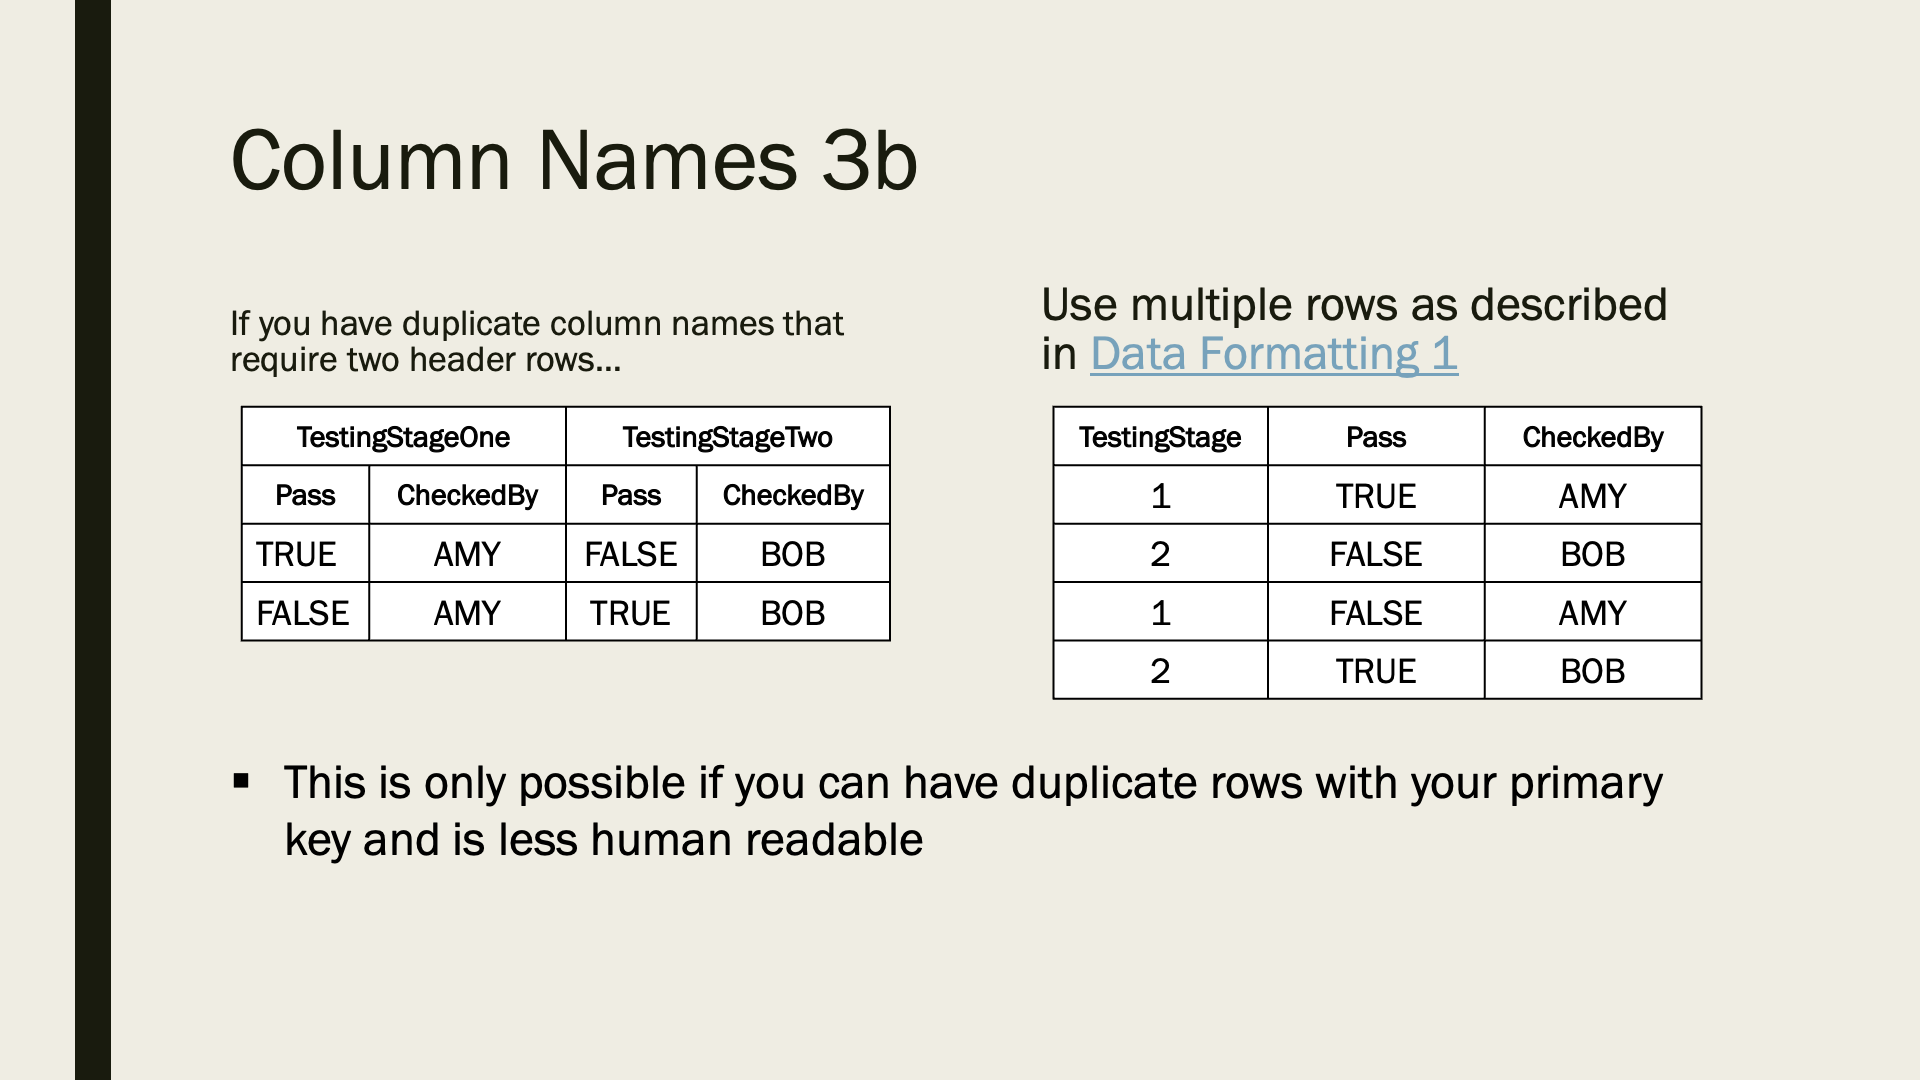 Column Names 3b
If you have duplicate column names that
require two header rows…
TestingStageOne TestingStageTwo
Pass CheckedBy Pass CheckedBy
TRUE AMY FALSE BOB
FALSE AMY TRUE BOB
Use multiple rows as described
in Data Formatting 1
TestingStage Pass CheckedBy
1 TRUE AMY
2 FALSE BOB
1 FALSE AMY
2 TRUE BOB
▪ This is only possible if you can have duplicate rows with your primary
key and is less human readable